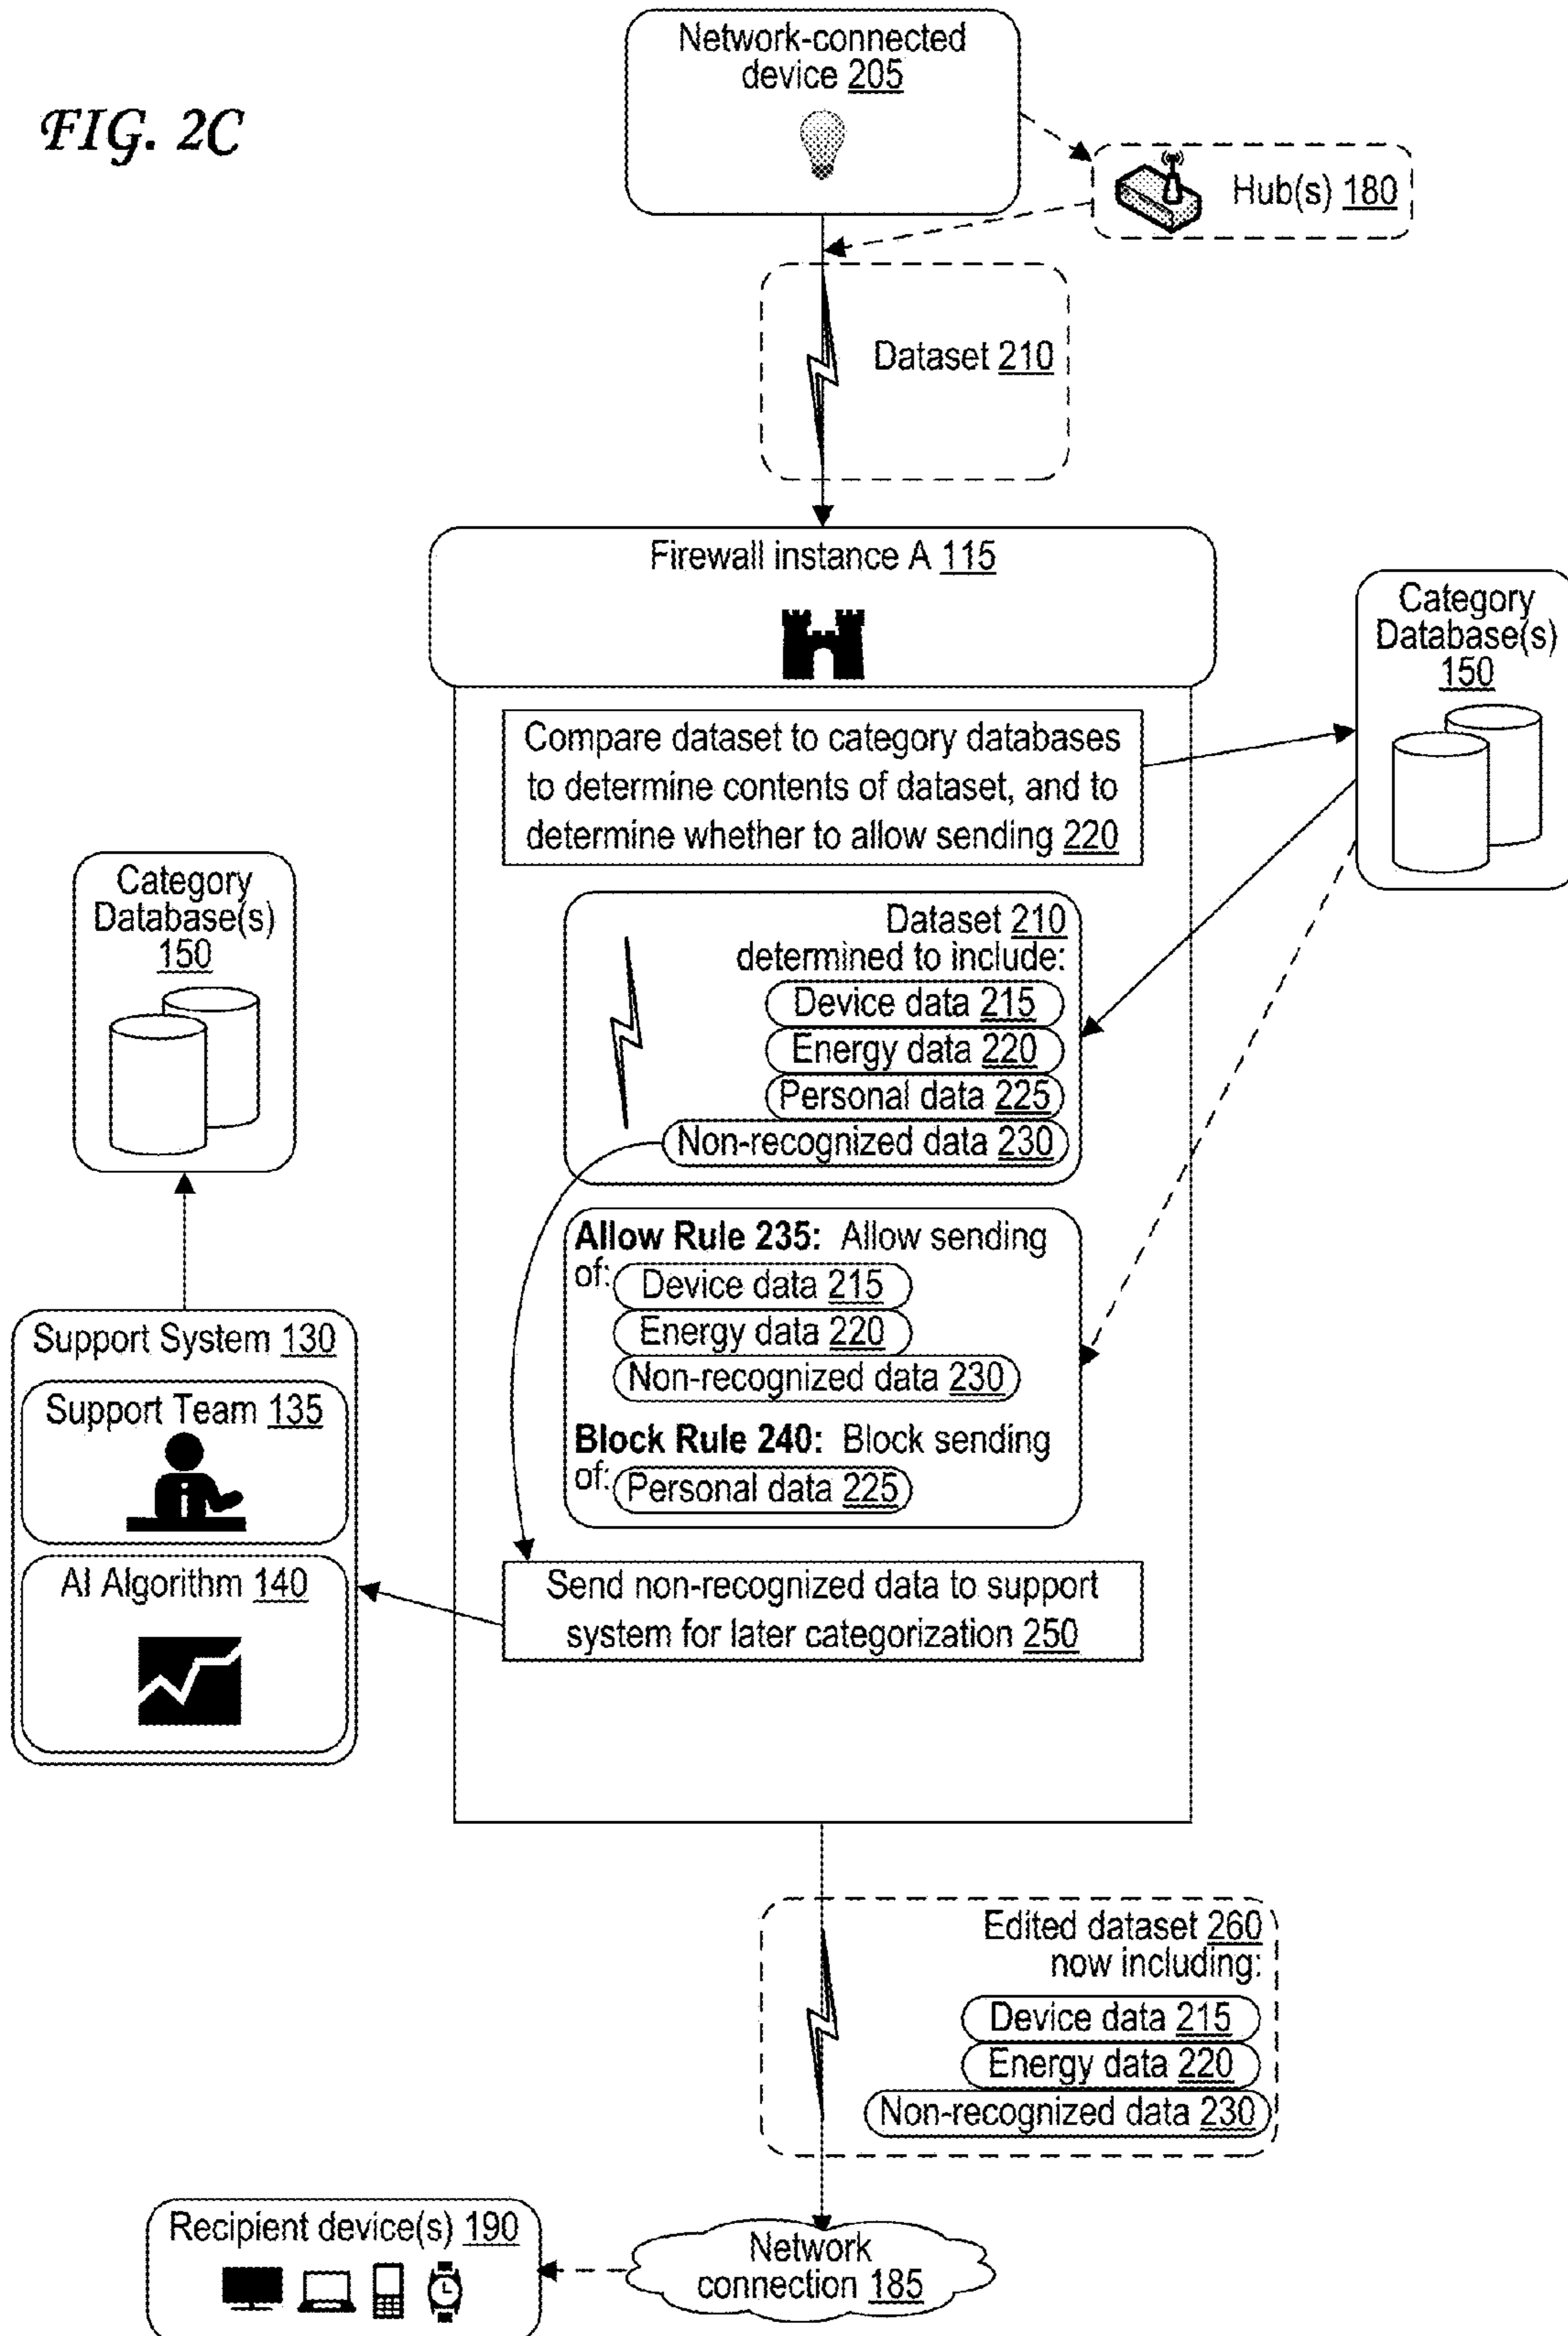 FIG. 2C
Network-connected
device 205
Hub(s) 180
Dataset 210
Firewall instance A 115
Category
Database(s)
150
Compare dataset to category databases
to determine contents of dataset, and to
determine whether to allow sending 220
Category
Database(s)
150
Dataset 210
determined to include:
Device data 215
Energy data 220
Personal data 225
Non-recognized data 230
Allow Rule 235: Allow sending
of: Device data 215
Energy data 220
Non-recognized data 230
Block Rule 240: Block sending
of: Personal data 225
Support System 130
Support Team 135
AI Algorithm 140
Send non-recognized data to support
system for later categorization 250
Edited dataset 260
now including:
Device data 215
Energy data 220
Non-recognized data 230
Recipient device(s) 190
Network
connection 185